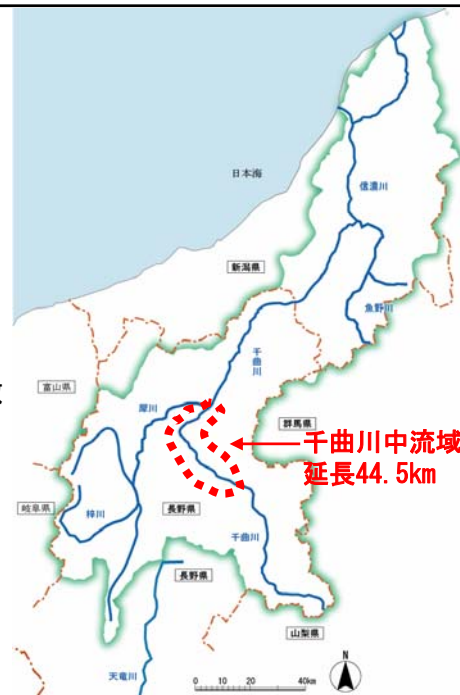 日本海
信濃川
新潟県
魚野川
千曲川
富山県
犀川
群馬県
千曲川中流域
延長44.5km
岐阜県
梓川
長野県
千曲川
長野県
山梨県
天竜川
N
0 10 20 40km